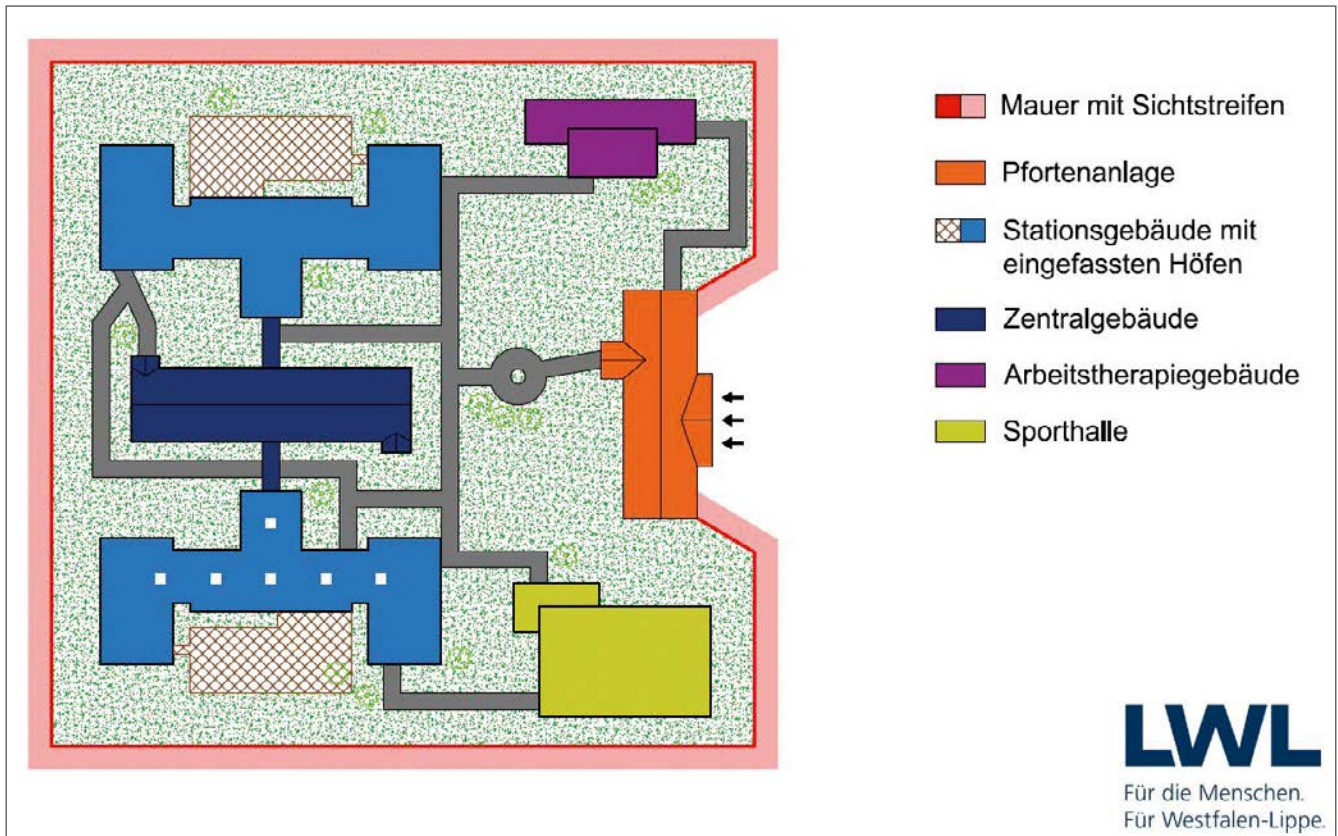 Mauer mit Sichtstreifen
Pfortenanlage
Stationsgebäude mit
eingefassten Höfen
Zentralgebäude
Arbeitstherapiegebäude
Sporthalle
LWL
Für die Menschen.
Für Westfalen-Lippe.